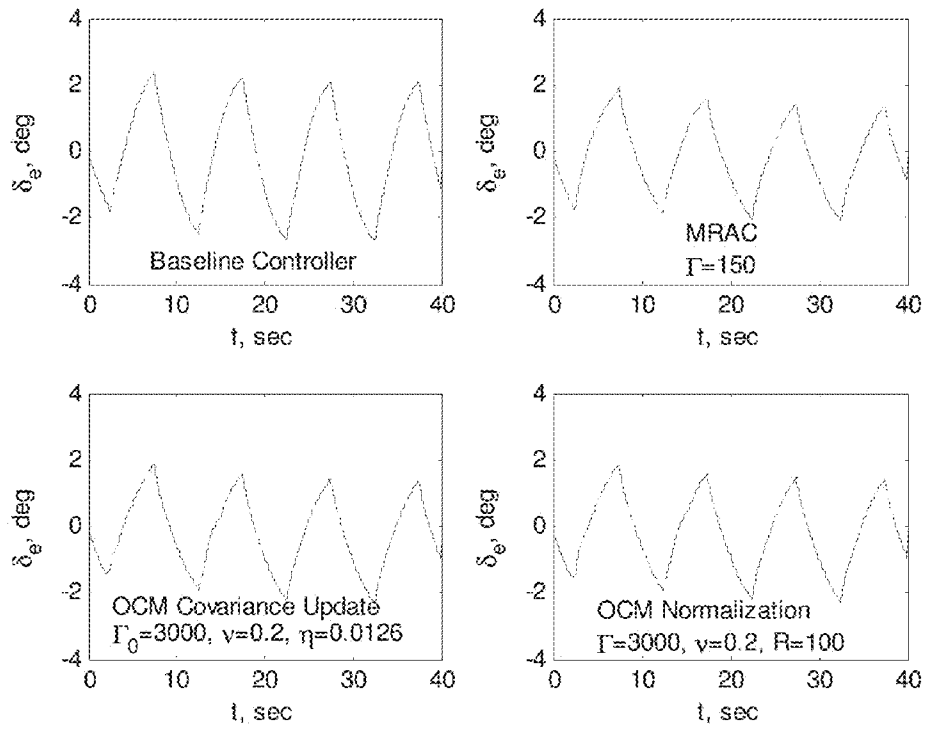 4
2
0
-2
-4
δe, deg
Baseline Controller
0 10 20 30 40
t, sec
4
2
0
-2
-4
δe, deg
MRAC
Γ=150
0 10 20 30 40
t, sec
4
2
0
-2
-4
δe, deg
OCM Covariance Update
Γ0=3000, ν=0.2, η=0.0126
0 10 20 30 40
t, sec
4
2
0
-2
-4
δe, deg
OCM Normalization
Γ=3000, ν=0.2, R=100
0 10 20 30 40
t, sec